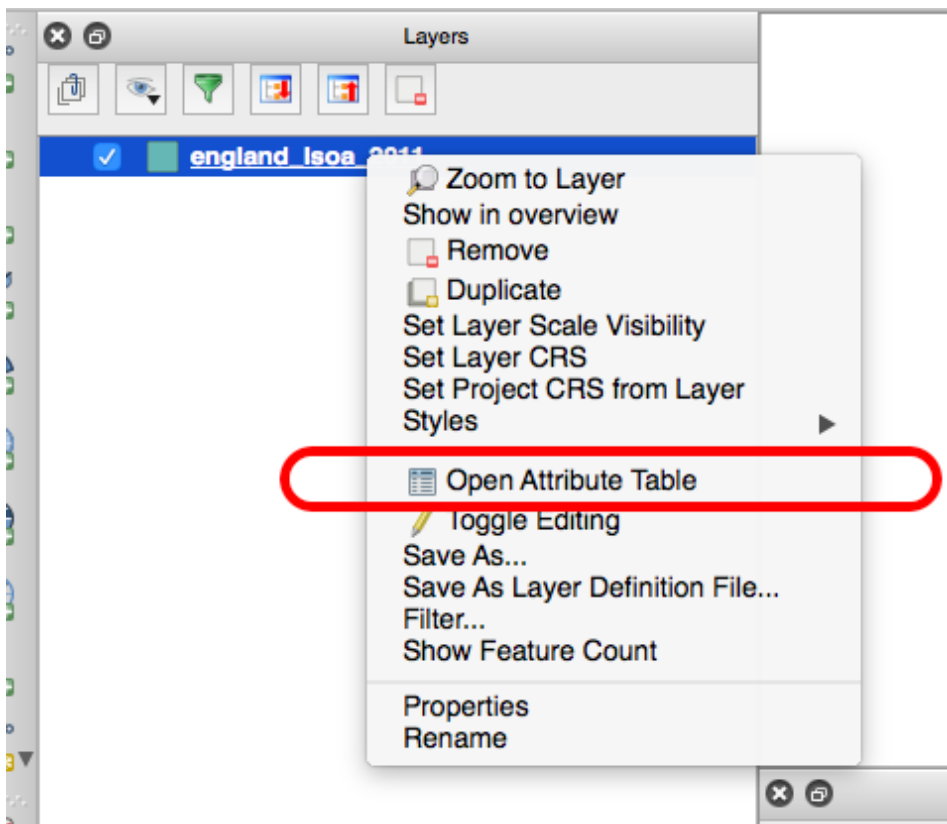 Layers
england_lsoa_2011
Zoom to Layer
Show in overview
Remove
Duplicate
Set Layer Scale Visibility
Set Layer CRS
Set Project CRS from Layer
Styles
Open Attribute Table
Toggle Editing
Save As...
Save As Layer Definition File...
Filter...
Show Feature Count
Properties
Rename